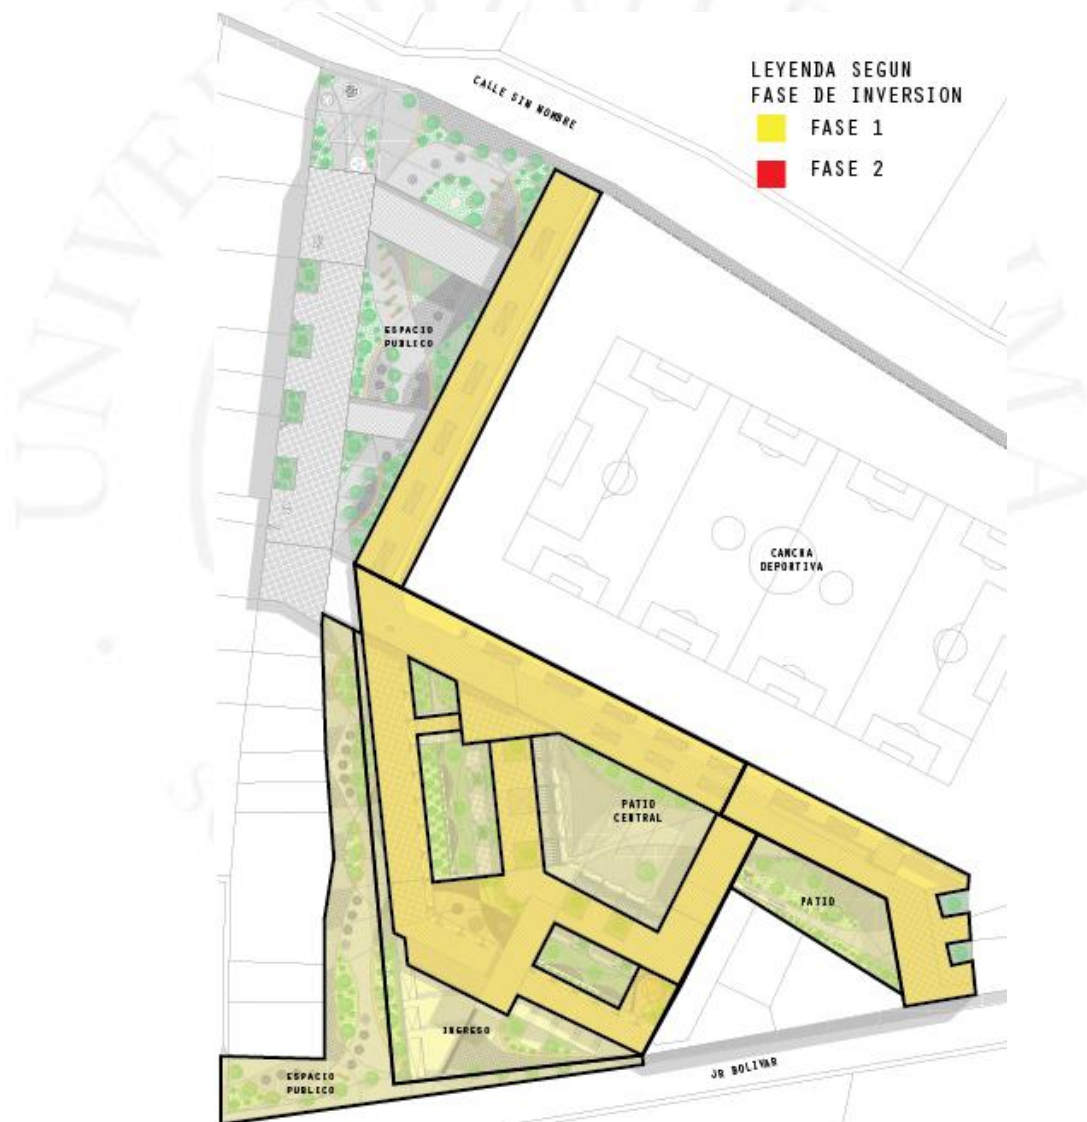 LEYENDA SEGUN
FASE DE INVERSION
FASE 1
FASE 2
CALLE SIN NOMBRE
ESPACIO
PUBLICO
CANCHA
DEPORTIVA
PATIO
CENTRAL
PATIO
INGRESO
ESPACIO
PUBLICO
JR BOLIVAR